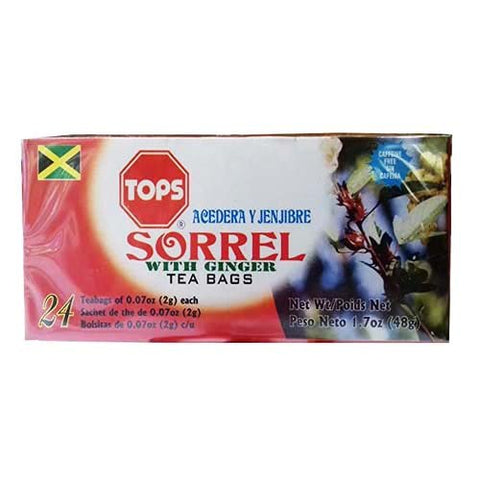 TOPS
®
ACEDERA Y JENJIBRE
SORREL
WITH GINGER
TEA BAGS
CAFFEINE
FREE
SIN
CAFEINA
24
Teabags of 0.07oz (2g) each
Sachet de the de 0.07oz (2g)
Bolsitas de 0.07oz (2g) c/u
Net Wt/Poids Net
Peso Neto 1.7oz (48g)